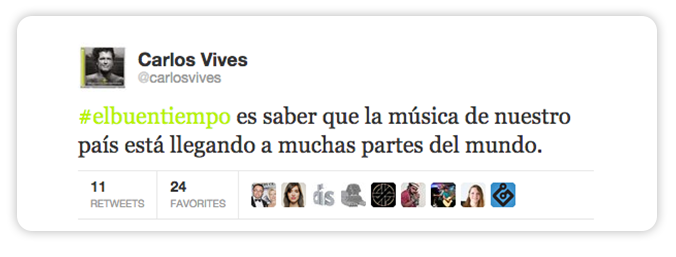 Carlos Vives
@carlosvives
#elbuentiempo es saber que la música de nuestro
país está llegando a muchas partes del mundo.
11 24
RETWEETS FAVORITES